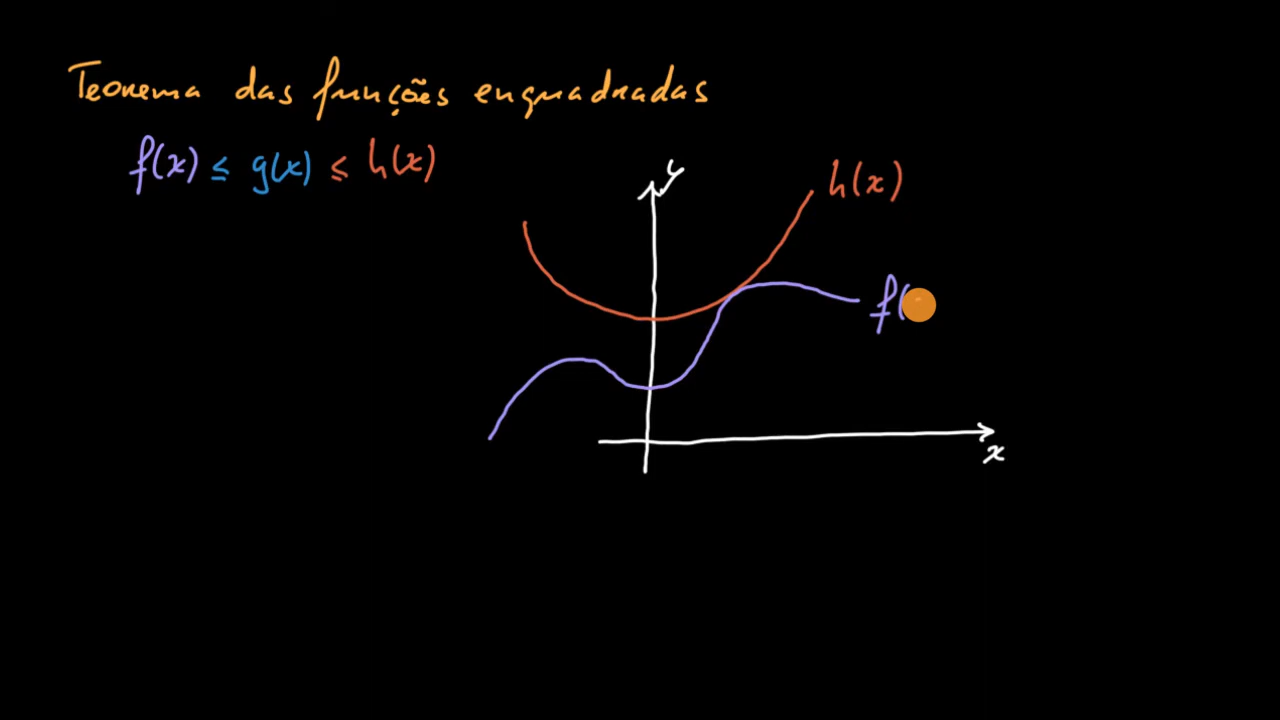 Teorema das funções enquadradas
f(x) ≤ g(x) ≤ h(x)
y
h(x)
f(
x